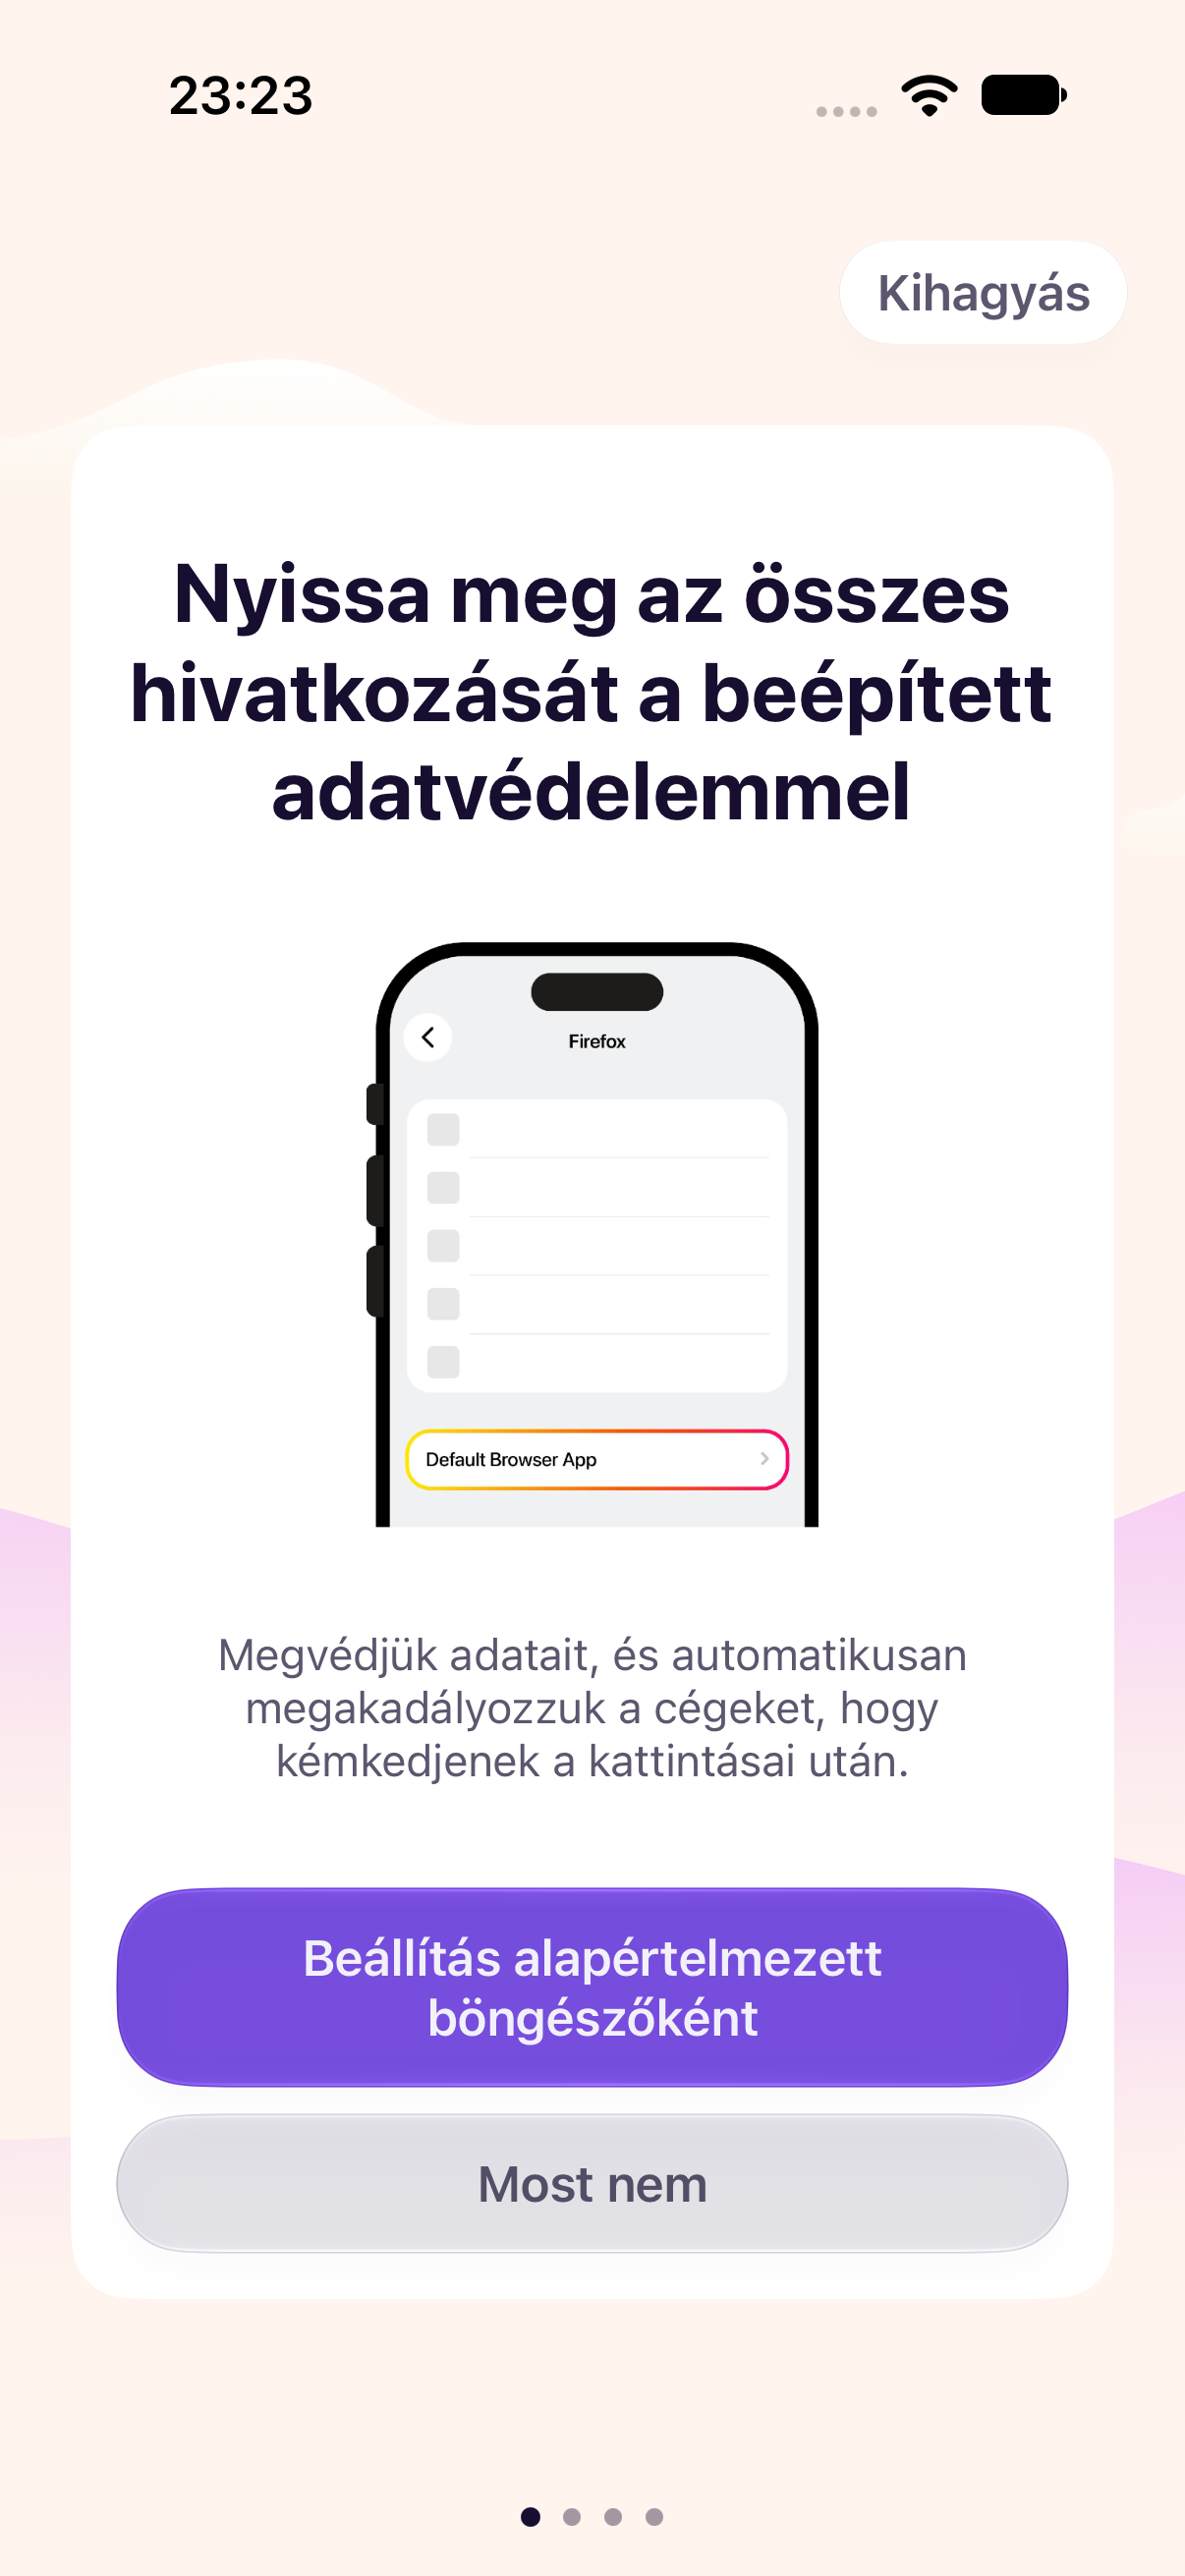 23:23
Kihagyás
Nyissa meg az összes
hivatkozását a beépített
adatvédelemmel
Firefox
Default Browser App
Megvédjük adatait, és automatikusan
megakadályozzuk a cégeket, hogy
kémkedjenek a kattintásai után.
Beállítás alapértelmezett
böngészőként
Most nem